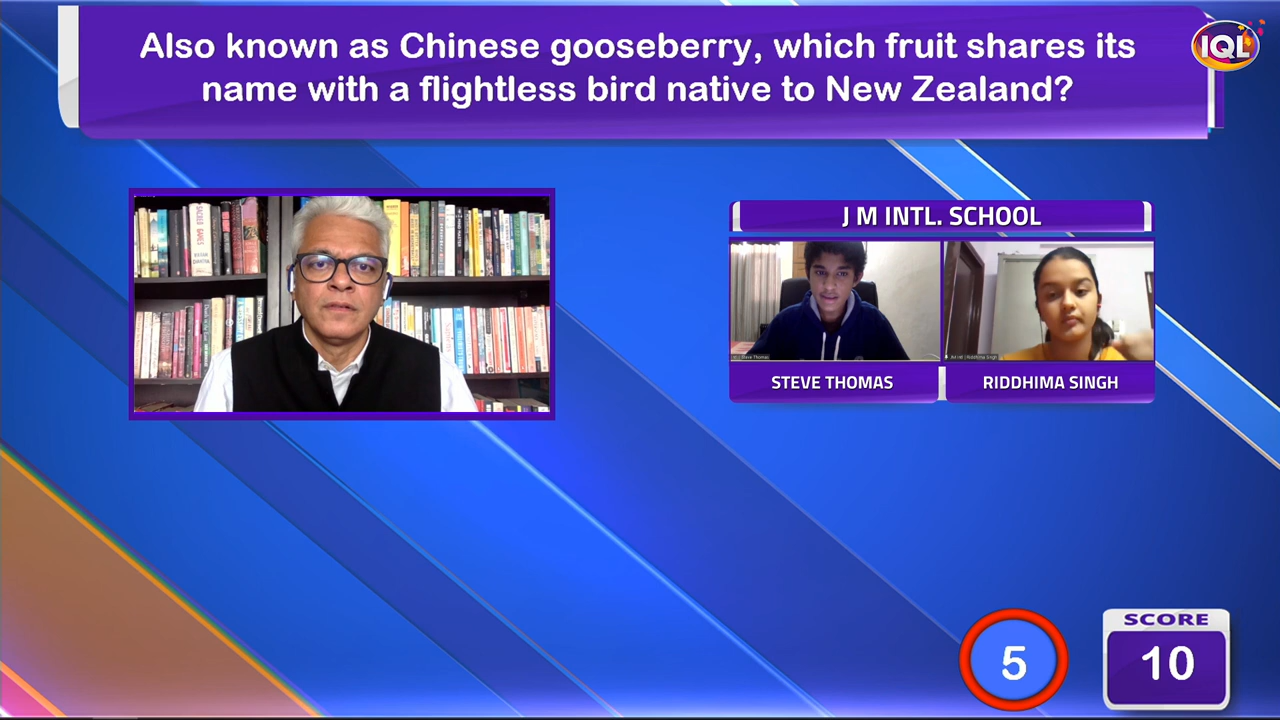 Also known as Chinese gooseberry, which fruit shares its
name with a flightless bird native to New Zealand?
IQL
J M INTL. SCHOOL
STEVE THOMAS
RIDDHIMA SINGH
5
SCORE
10